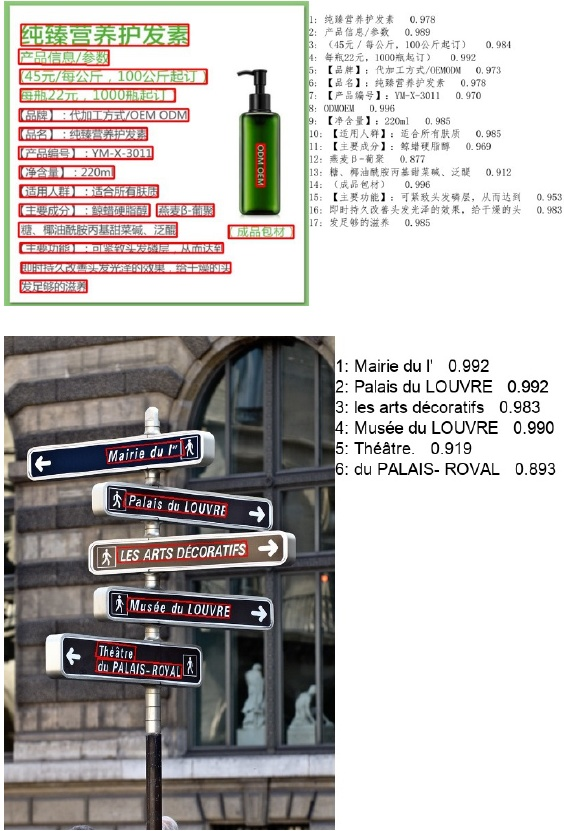 纯臻营养护发素
产品信息/参数
(45元/每公斤，100公斤起订)
每瓶22元，1000瓶起订)
【品牌】：代加工方式/OEM ODM
【品名】：纯臻营养护发素
【产品编号】：YM-X-3011
【净含量】：220ml
【适用人群】：适合所有肤质
【主要成分】：鲸蜡硬脂醇 燕麦β-葡聚
糖、椰油酰胺丙基甜菜碱、泛醌
【主要功能】：可紧致头发磷层，从而达到
即时持久改善头发光泽的效果，给干燥的头
发足够的滋养
ODM OEM
(成品包材)
1: 纯臻营养护发素 0.978
2: 产品信息/参数 0.989
3: (45元/每公斤，100公斤起订) 0.984
4: 每瓶22元，1000瓶起订) 0.992
5: 【品牌】：代加工方式/OEMODM 0.973
6: 【品名】：纯臻营养护发素 0.978
7: 【产品编号】：YM-X-3011 0.970
8: ODMOEM 0.996
9: 【净含量】：220ml 0.985
10: 【适用人群】：适合所有肤质 0.985
11: 【主要成分】：鲸蜡硬脂醇 0.969
12: 燕麦β-葡聚 0.877
13: 糖、椰油酰胺丙基甜菜碱、泛醌 0.912
14: (成品包材) 0.996
15: 【主要功能】：可紧致头发磷层，从而达到 0.953
16: 即时持久改善头发光泽的效果，给干燥的头 0.983
17: 发足够的滋养 0.985
Mairie du 1er
Palais du LOUVRE
LES ARTS DÉCORATIFS
Musée du LOUVRE
Théâtre
du PALAIS-ROYAL
1: Mairie du l' 0.992
2: Palais du LOUVRE 0.992
3: les arts décoratifs 0.983
4: Musée du LOUVRE 0.990
5: Théâtre. 0.919
6: du PALAIS- ROVAL 0.893